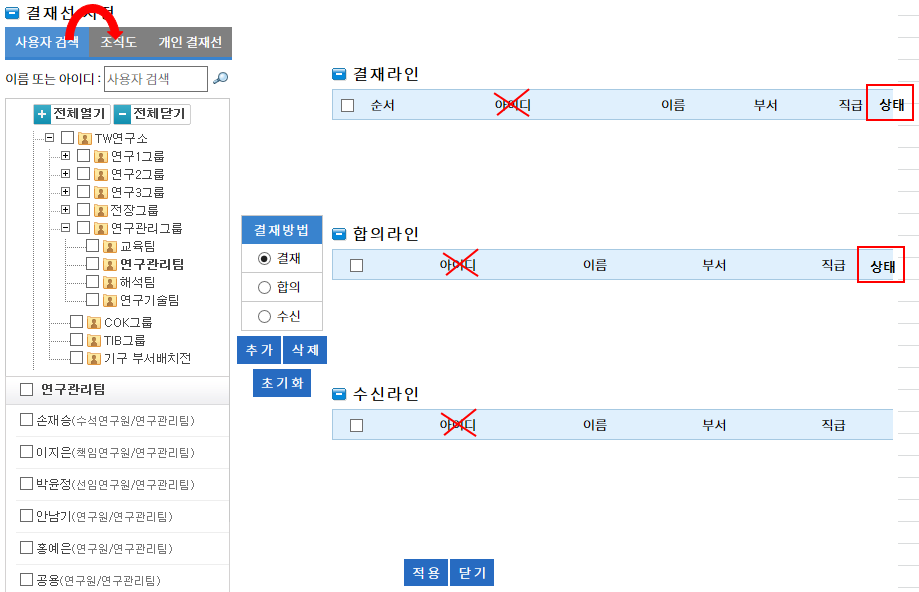 결재선 지정
사용자 검색 조직도 개인 결재선
이름 또는 아이디 : 사용자 검색
전체열기 전체닫기
TW연구소
연구1그룹
연구2그룹
연구3그룹
전장그룹
연구관리그룹
교육팀
연구관리팀
해석팀
연구기술팀
COK그룹
TIB그룹
기구 부서배치전
연구관리팀
손재승(수석연구원/연구관리팀)
이지은(책임연구원/연구관리팀)
박윤정(선임연구원/연구관리팀)
안남기(연구원/연구관리팀)
홍예은(연구원/연구관리팀)
공용(연구원/연구관리팀)
결재방법
결재
합의
수신
추가 삭제
초기화
결재라인
순서 아이디 이름 부서 직급 상태
합의라인
아이디 이름 부서 직급 상태
수신라인
아이디 이름 부서 직급
적용 닫기